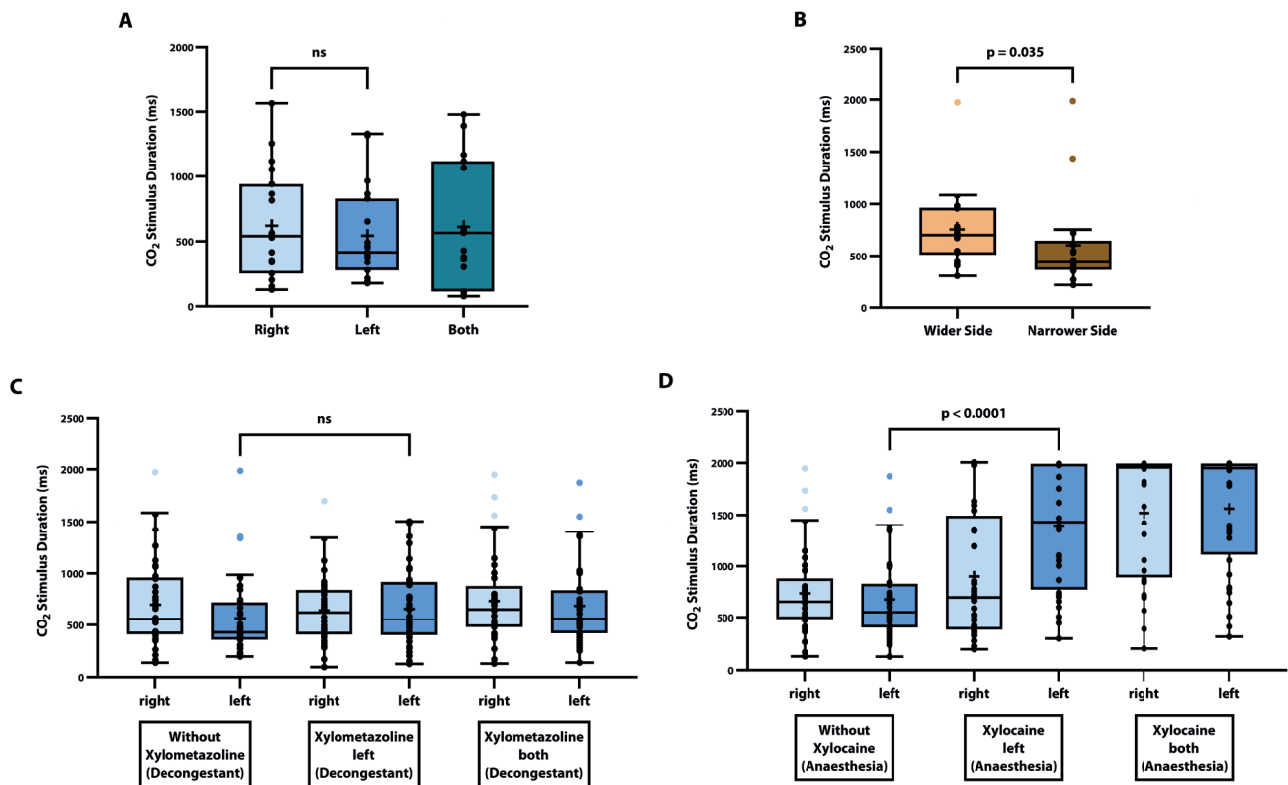 A
ns
2000
1500
1000
500
0
CO2 Stimulus Duration (ms)
Right Left Both
B
p = 0.035
2500
2000
1500
1000
500
0
CO2 Stimulus Duration (ms)
Wider Side Narrower Side
C
ns
2500
2000
1500
1000
500
0
CO2 Stimulus Duration (ms)
right left right left right left
Without
Xylometazoline
(Decongestant)
Xylometazoline
left
(Decongestant)
Xylometazoline
both
(Decongestant)
D
p < 0.0001
2500
2000
1500
1000
500
0
CO2 Stimulus Duration (ms)
right left right left right left
Without
Xylocaine
(Anaesthesia)
Xylocaine
left
(Anaesthesia)
Xylocaine
both
(Anaesthesia)